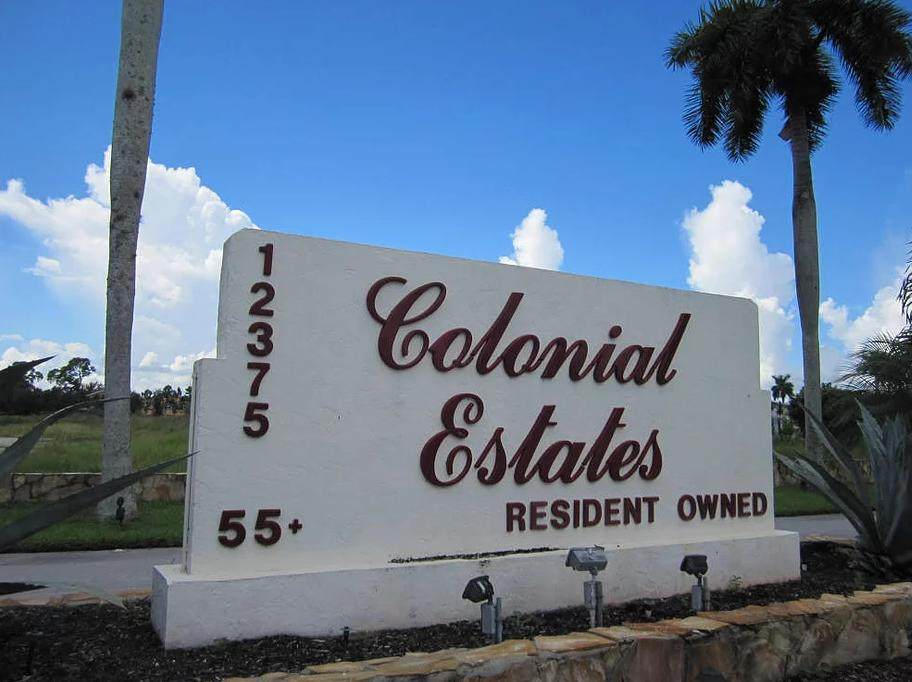 12375
Colonial
Estates
55+
RESIDENT OWNED